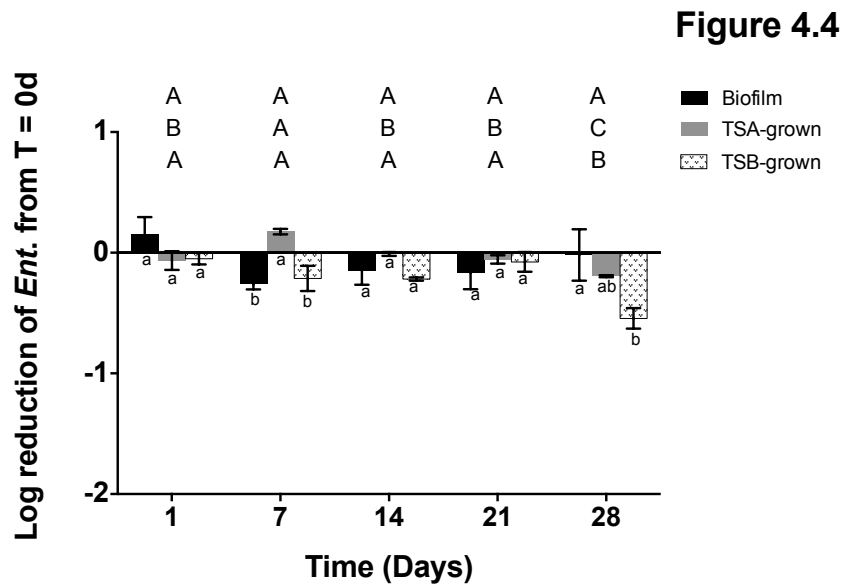 Figure 4.4
Log reduction of Ent. from T = 0d
A A A A A
B A B B C
A A A A B
Biofilm
TSA-grown
TSB-grown
1
0
-1
-2
a a a
b a b
a a a
a a a
a ab b
1 7 14 21 28
Time (Days)